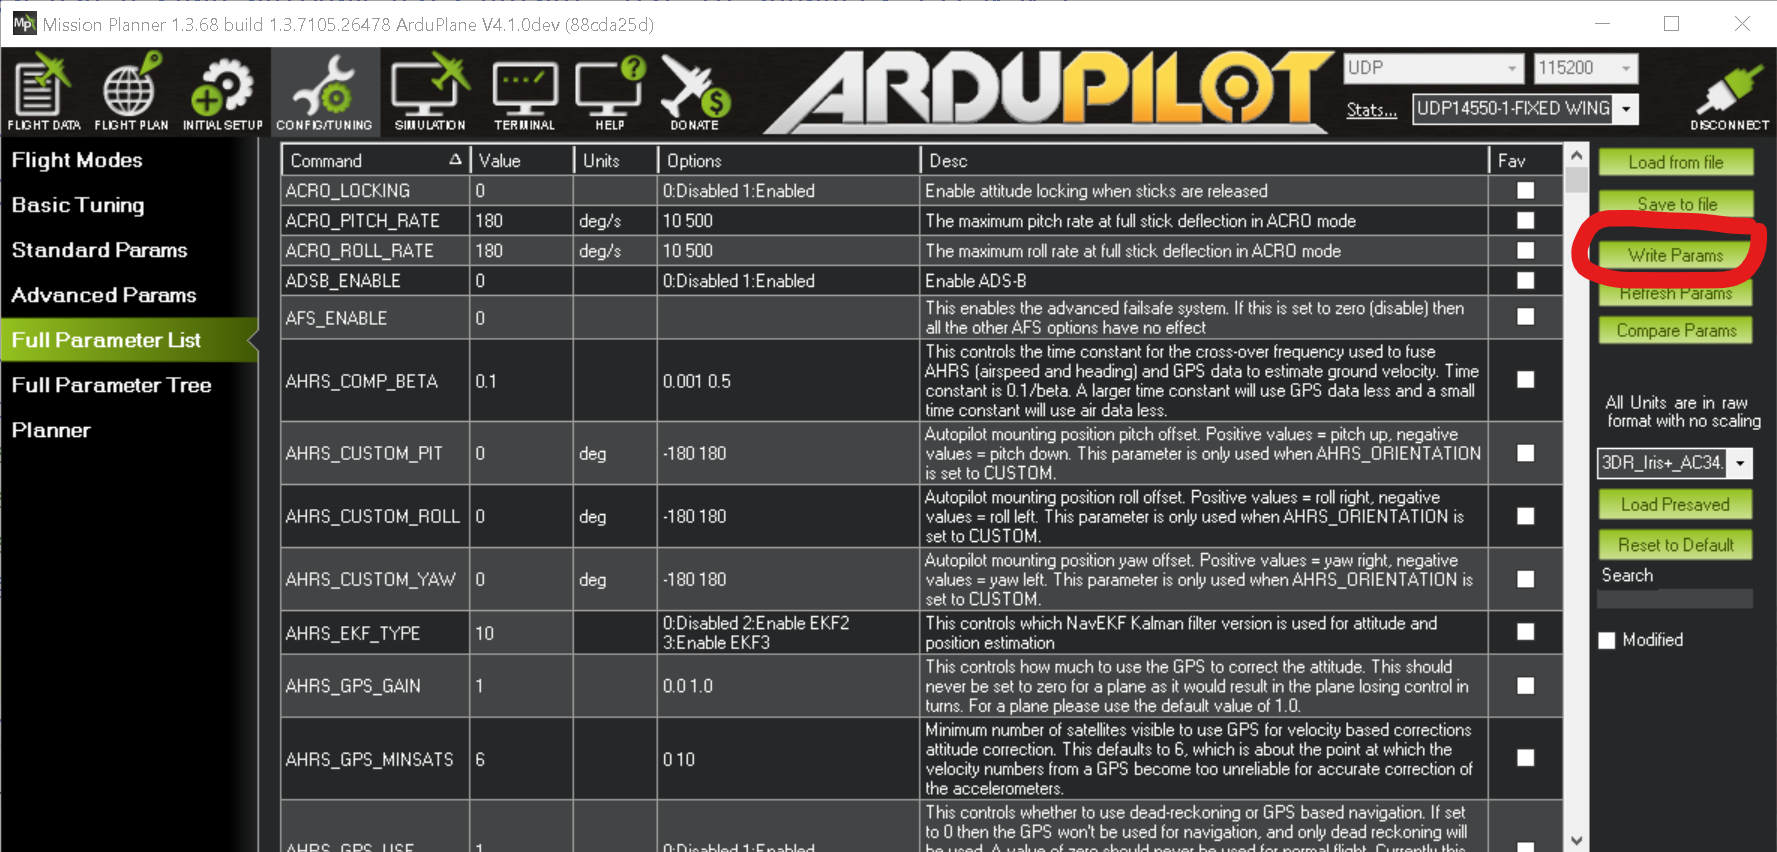 Mission Planner 1.3.68 build 1.3.7105.26478 ArduPlane V4.1.0dev (88cda25d)
FLIGHT DATA
FLIGHT PLAN
INITIAL SETUP
CONFIG/TUNING
SIMULATION
TERMINAL
HELP
DONATE
ARDUPILOT
UDP
115200
Stats...
UDP14550-1-FIXED WING
DISCONNECT
Flight Modes
Basic Tuning
Standard Params
Advanced Params
Full Parameter List
Full Parameter Tree
Planner
Command Value Units Options Desc Fav
ACRO_LOCKING 0 0:Disabled 1:Enabled Enable attitude locking when sticks are released
ACRO_PITCH_RATE 180 deg/s 10 500 The maximum pitch rate at full stick deflection in ACRO mode
ACRO_ROLL_RATE 180 deg/s 10 500 The maximum roll rate at full stick deflection in ACRO mode
ADSB_ENABLE 0 0:Disabled 1:Enabled Enable ADS-B
AFS_ENABLE 0 This enables the advanced failsafe system. If this is set to zero (disable) then
all the other AFS options have no effect
AHRS_COMP_BETA 0.1 0.001 0.5 This controls the time constant for the cross-over frequency used to fuse
AHRS (airspeed and heading) and GPS data to estimate ground velocity. Time
constant is 0.1/beta. A larger time constant will use GPS data less and a small
time constant will use air data less.
AHRS_CUSTOM_PIT 0 deg -180 180 Autopilot mounting position pitch offset. Positive values = pitch up, negative
values = pitch down. This parameter is only used when AHRS_ORIENTATION
is set to CUSTOM.
AHRS_CUSTOM_ROLL 0 deg -180 180 Autopilot mounting position roll offset. Positive values = roll right, negative
values = roll left. This parameter is only used when AHRS_ORIENTATION is
set to CUSTOM.
AHRS_CUSTOM_YAW 0 deg -180 180 Autopilot mounting position yaw offset. Positive values = yaw right, negative
values = yaw left. This parameter is only used when AHRS_ORIENTATION is
set to CUSTOM.
AHRS_EKF_TYPE 10 0:Disabled 2:Enable EKF2
3:Enable EKF3 This controls which NavEKF Kalman filter version is used for attitude and
position estimation
AHRS_GPS_GAIN 1 0.0 1.0 This controls how much to use the GPS to correct the attitude. This should
never be set to zero for a plane as it would result in the plane losing control in
turns. For a plane please use the default value of 1.0.
AHRS_GPS_MINSATS 6 0 10 Minimum number of satellites visible to use GPS for velocity based corrections
attitude correction. This defaults to 6, which is about the point at which the
velocity numbers from a GPS become too unreliable for accurate correction of
the accelerometers.
AHRS_GPS_USE 1 0:Disabled 1:Enabled This controls whether to use dead-reckoning or GPS based navigation. If set
to 0 then the GPS won't be used for navigation, and only dead reckoning will
be used. A value of zero should never be used for normal flight. Currently this
Load from file
Save to file
Write Params
Refresh Params
Compare Params
All Units are in raw
format with no scaling
3DR_Iris+_AC34.
Load Presaved
Reset to Default
Search
Modified